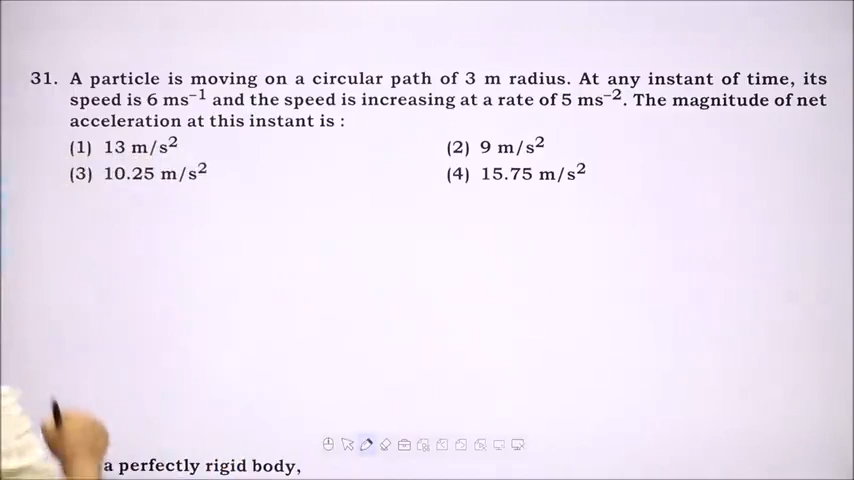 31. A particle is moving on a circular path of 3 m radius. At any instant of time, its
speed is 6 ms⁻¹ and the speed is increasing at a rate of 5 ms⁻². The magnitude of net
acceleration at this instant is :
(1) 13 m/s² (2) 9 m/s²
(3) 10.25 m/s² (4) 15.75 m/s²
a perfectly rigid body,